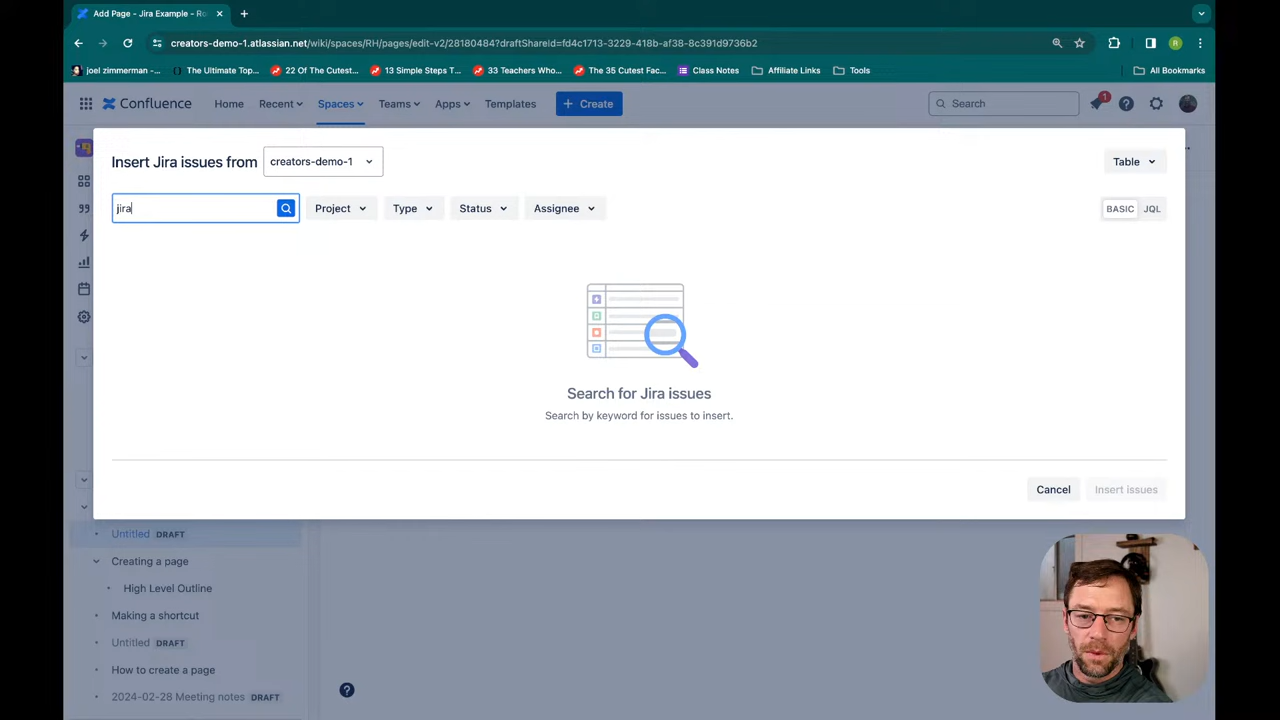 Add Page - Jira Example - Ro
creators-demo-1.atlassian.net/wiki/spaces/RH/pages/edit-v2/28180484?draftShareId=fd4c1713-3229-418b-af38-8c391d9736b2
R
joel zimmerman -... The Ultimate Top... 22 Of The Cutest... 13 Simple Steps T... 33 Teachers Who... The 35 Cutest Fac... Class Notes Affiliate Links Tools All Bookmarks
Confluence Home Recent Spaces Teams Apps Templates + Create Search 1 ?
Insert Jira issues from creators-demo-1 Table
jira Project Type Status Assignee BASIC JQL
Search for Jira issues
Search by keyword for issues to insert.
Cancel Insert issues
Untitled DRAFT
Creating a page
High Level Outline
Making a shortcut
Untitled DRAFT
How to create a page
2024-02-28 Meeting notes DRAFT
?